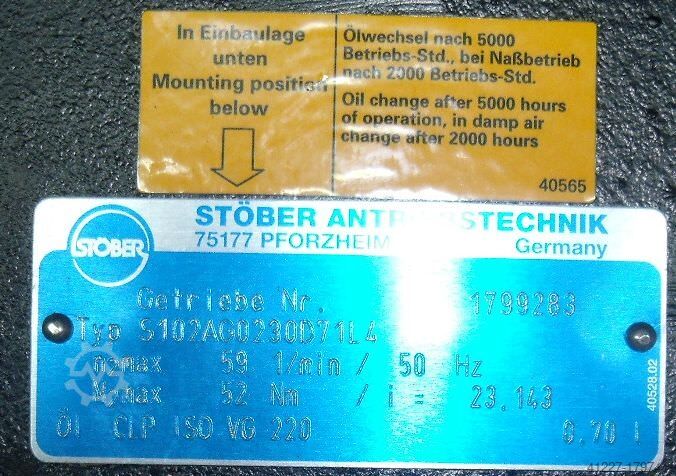 In Einbaulage
unten
Mounting position
below
Ölwechsel nach 5000
Betriebs-Std., bei Naßbetrieb
nach 2000 Betriebs-Std.
Oil change after 5000 hours
of operation, in damp air
change after 2000 hours
40565
STÖBER
STÖBER ANTRIEBSTECHNIK
75177 PFORZHEIM Germany
Getriebe Nr. 1799283
Typ S102AG0230D71L4
n2max 59 1/min / 50 Hz
M2max 52 Nm / i = 23.143
Öl CLP ISO VG 220 0.70 l
40528.02